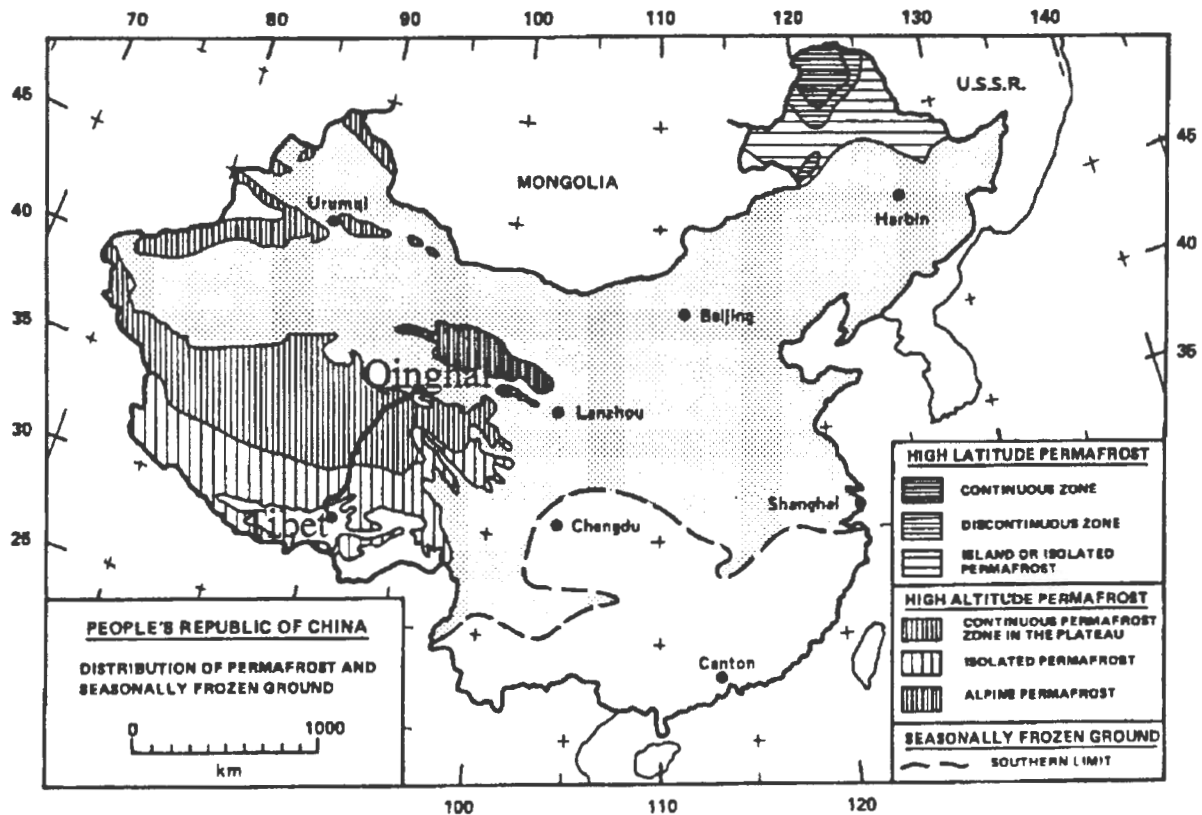 70 80 90 100 102 112 120 130 140
45
40
35
30
25
45
40
35
U.S.S.R.
MONGOLIA
Urumqi
Harbin
Beijing
Qinghai
Lanzhou
Tibet
Shanghai
Chengdu
Canton
HIGH LATITUDE PERMAFROST
CONTINUOUS ZONE
DISCONTINUOUS ZONE
ISLAND OR ISOLATED
PERMAFROST
HIGH ALTITUDE PERMAFROST
CONTINUOUS PERMAFROST
ZONE IN THE PLATEAU
ISOLATED PERMAFROST
ALPINE PERMAFROST
SEASONALLY FROZEN GROUND
SOUTHERN LIMIT
PEOPLE'S REPUBLIC OF CHINA
DISTRIBUTION OF PERMAFROST AND
SEASONALLY FROZEN GROUND
0 1000
km
100 110 120